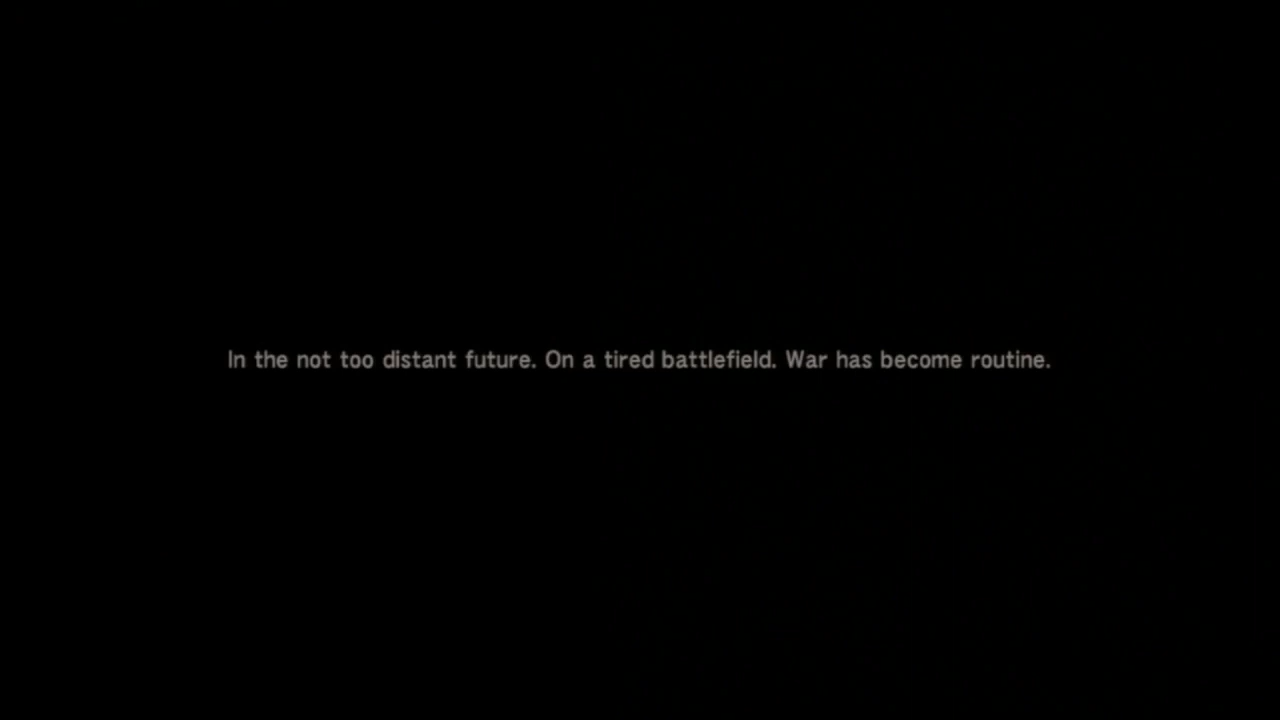 In the not too distant future. On a tired battlefield. War has become routine.